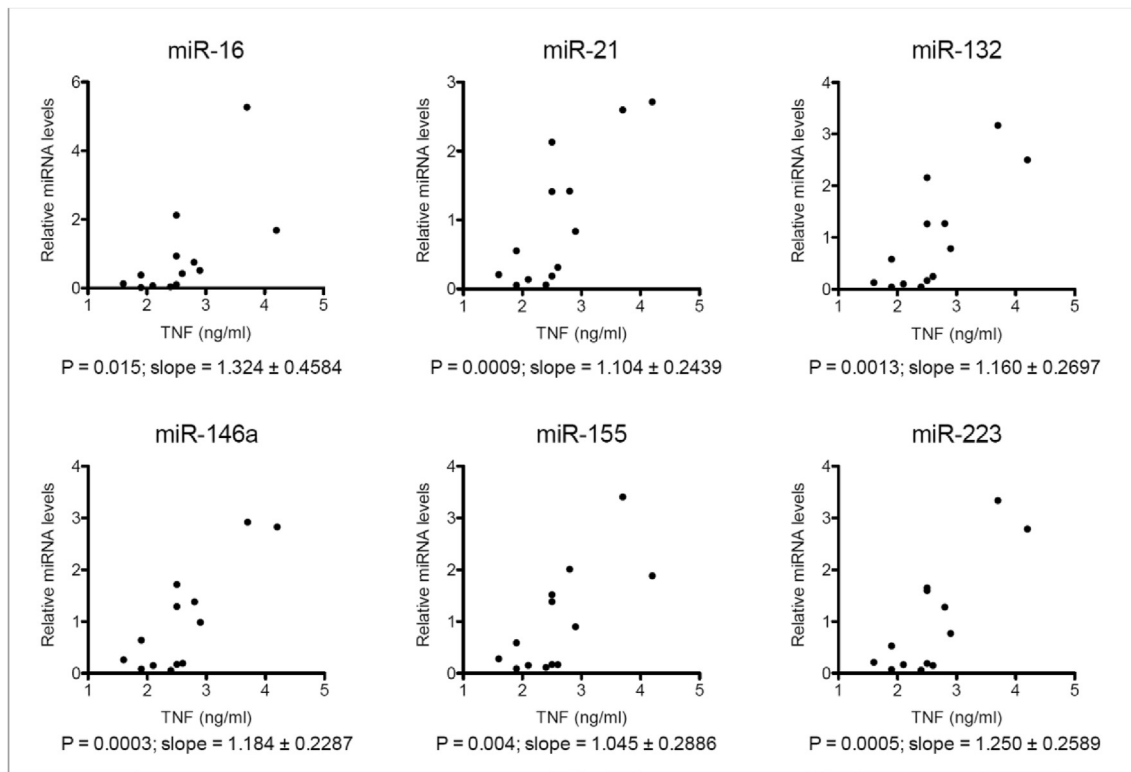 miR-16
miR-21
miR-132
Relative miRNA levels
6
4
2
0
1 2 3 4 5
TNF (ng/ml)
P = 0.015; slope = 1.324 ± 0.4584
Relative miRNA levels
3
2
1
0
1 2 3 4 5
TNF (ng/ml)
P = 0.0009; slope = 1.104 ± 0.2439
Relative miRNA levels
4
3
2
1
0
1 2 3 4 5
TNF (ng/ml)
P = 0.0013; slope = 1.160 ± 0.2697
miR-146a
miR-155
miR-223
Relative miRNA levels
4
3
2
1
0
1 2 3 4 5
TNF (ng/ml)
P = 0.0003; slope = 1.184 ± 0.2287
Relative miRNA levels
4
3
2
1
0
1 2 3 4 5
TNF (ng/ml)
P = 0.004; slope = 1.045 ± 0.2886
Relative miRNA levels
4
3
2
1
0
1 2 3 4 5
TNF (ng/ml)
P = 0.0005; slope = 1.250 ± 0.2589